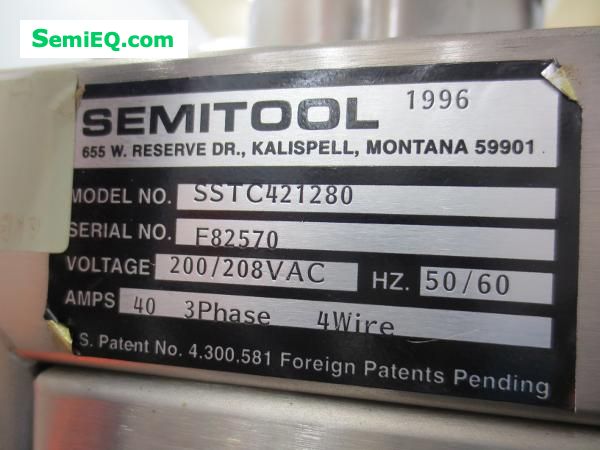 SemiEQ.com
SEMITOOL 1996
655 W. RESERVE DR., KALISPELL, MONTANA 59901
MODEL NO. SSTC421280
SERIAL NO. F82570
VOLTAGE 200/208VAC HZ. 50/60
AMPS 40 3Phase 4Wire
S. Patent No. 4,300,581 Foreign Patents Pending